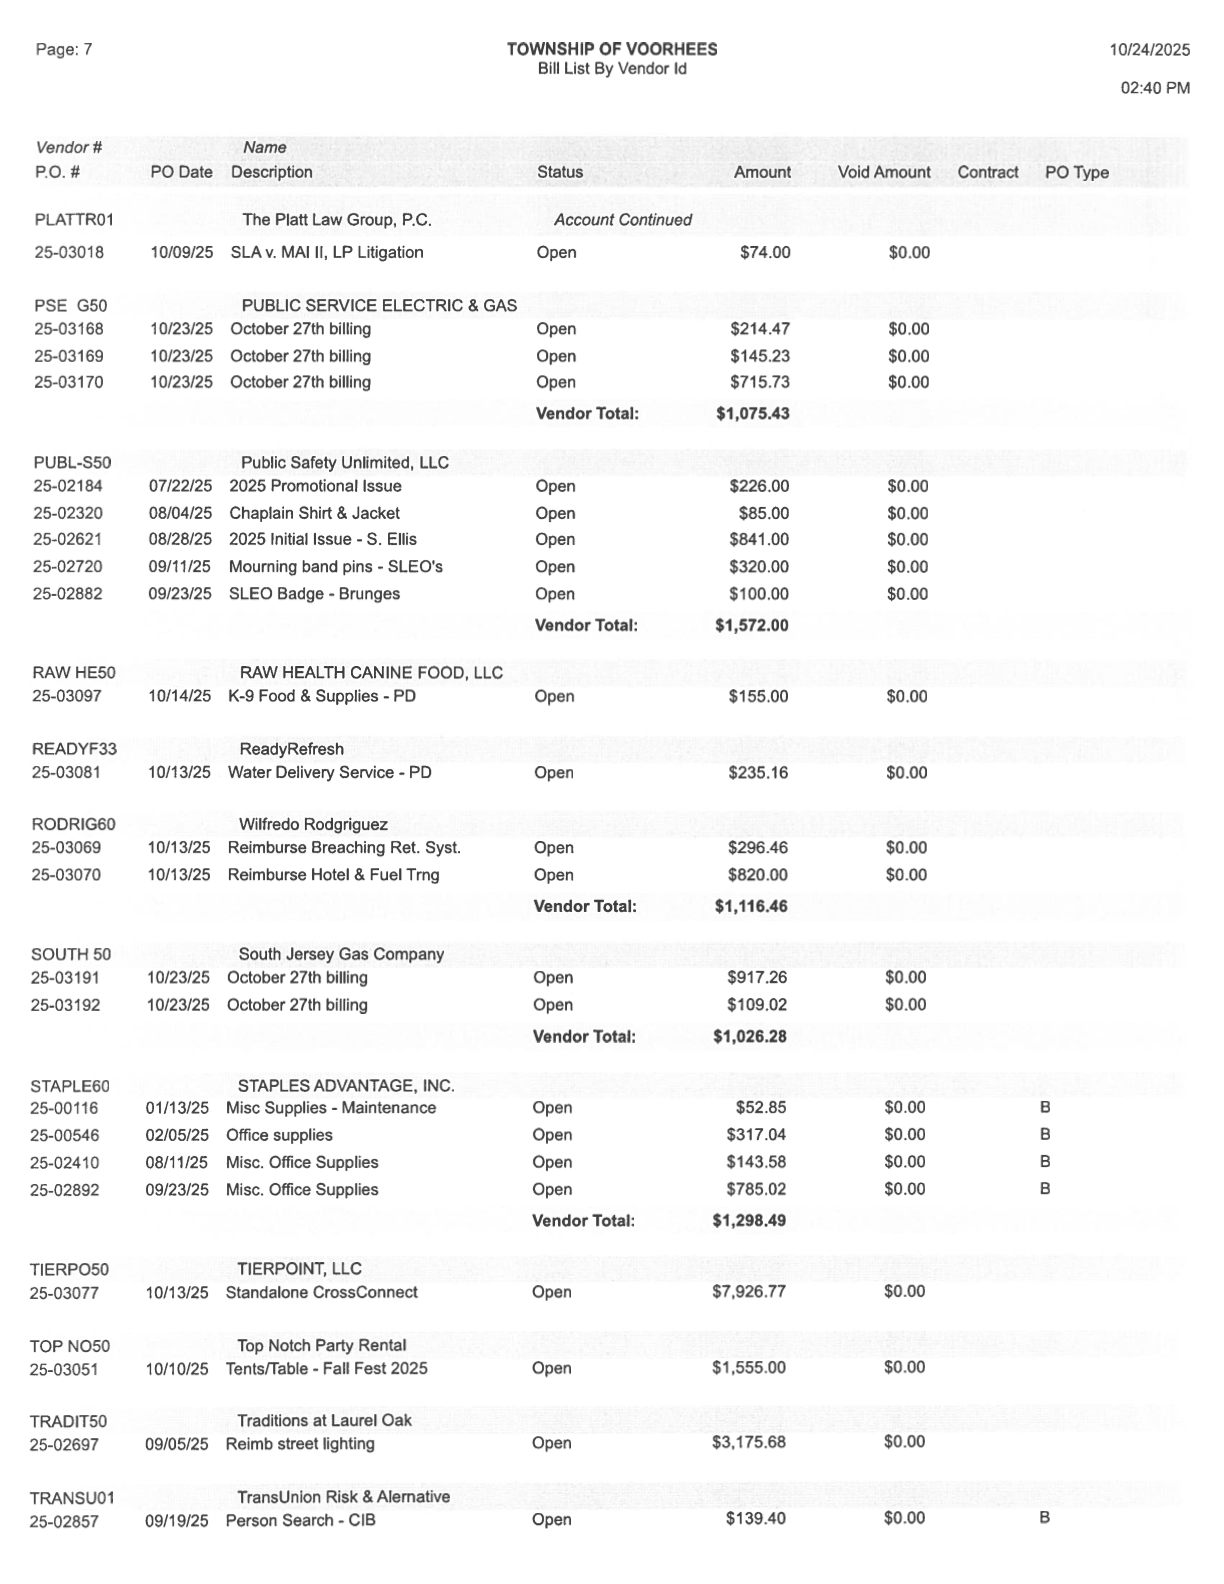 Page: 7 TOWNSHIP OF VOORHEES 10/24/2025
Bill List By Vendor Id
02:40 PM
Vendor # Name
P.O. # PO Date Description Status Amount Void Amount Contract PO Type
PLATTR01 The Platt Law Group, P.C. Account Continued
25-03018 10/09/25 SLA v. MAI II, LP Litigation Open $74.00 $0.00
PSE G50 PUBLIC SERVICE ELECTRIC & GAS
25-03168 10/23/25 October 27th billing Open $214.47 $0.00
25-03169 10/23/25 October 27th billing Open $145.23 $0.00
25-03170 10/23/25 October 27th billing Open $715.73 $0.00
Vendor Total: $1,075.43
PUBL-S50 Public Safety Unlimited, LLC
25-02184 07/22/25 2025 Promotional Issue Open $226.00 $0.00
25-02320 08/04/25 Chaplain Shirt & Jacket Open $85.00 $0.00
25-02621 08/28/25 2025 Initial Issue - S. Ellis Open $841.00 $0.00
25-02720 09/11/25 Mourning band pins - SLEO's Open $320.00 $0.00
25-02882 09/23/25 SLEO Badge - Brunges Open $100.00 $0.00
Vendor Total: $1,572.00
RAW HE50 RAW HEALTH CANINE FOOD, LLC
25-03097 10/14/25 K-9 Food & Supplies - PD Open $155.00 $0.00
READYF33 ReadyRefresh
25-03081 10/13/25 Water Delivery Service - PD Open $235.16 $0.00
RODRIG60 Wilfredo Rodgriguez
25-03069 10/13/25 Reimburse Breaching Ret. Syst. Open $296.46 $0.00
25-03070 10/13/25 Reimburse Hotel & Fuel Trng Open $820.00 $0.00
Vendor Total: $1,116.46
SOUTH 50 South Jersey Gas Company
25-03191 10/23/25 October 27th billing Open $917.26 $0.00
25-03192 10/23/25 October 27th billing Open $109.02 $0.00
Vendor Total: $1,026.28
STAPLE60 STAPLES ADVANTAGE, INC.
25-00116 01/13/25 Misc Supplies - Maintenance Open $52.85 $0.00 B
25-00546 02/05/25 Office supplies Open $317.04 $0.00 B
25-02410 08/11/25 Misc. Office Supplies Open $143.58 $0.00 B
25-02892 09/23/25 Misc. Office Supplies Open $785.02 $0.00 B
Vendor Total: $1,298.49
TIERPO50 TIERPOINT, LLC
25-03077 10/13/25 Standalone CrossConnect Open $7,926.77 $0.00
TOP NO50 Top Notch Party Rental
25-03051 10/10/25 Tents/Table - Fall Fest 2025 Open $1,555.00 $0.00
TRADIT50 Traditions at Laurel Oak
25-02697 09/05/25 Reimb street lighting Open $3,175.68 $0.00
TRANSU01 TransUnion Risk & Alernative
25-02857 09/19/25 Person Search - CIB Open $139.40 $0.00 B